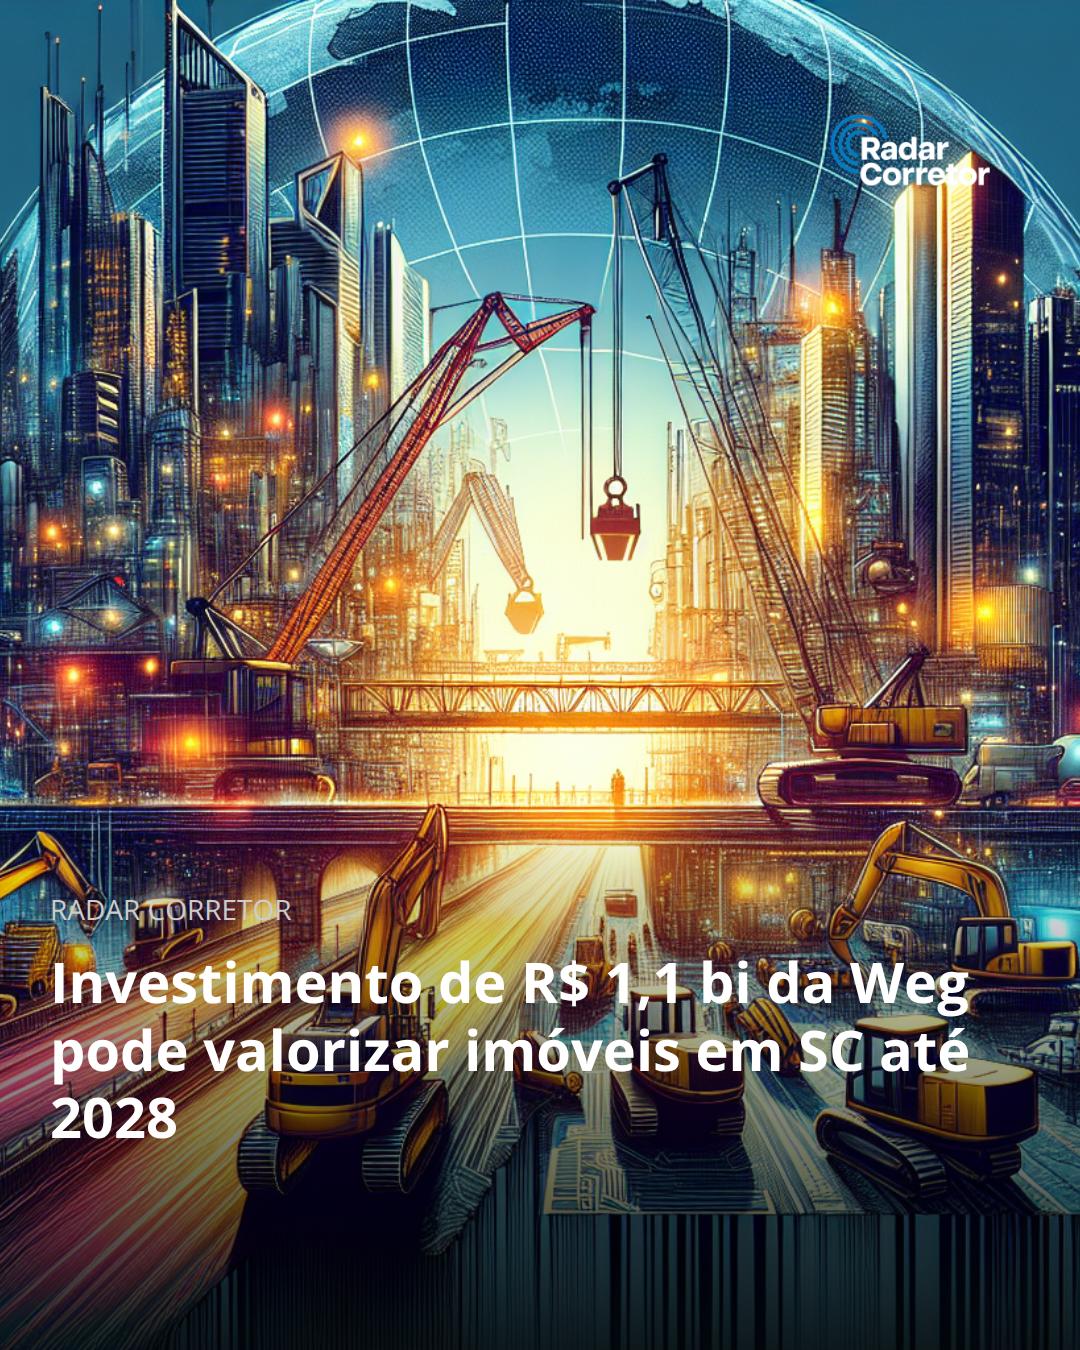 Radar
Corretor
RADAR CORRETOR
Investimento de R$ 1,1 bi da Weg
pode valorizar imóveis em SC até
2028